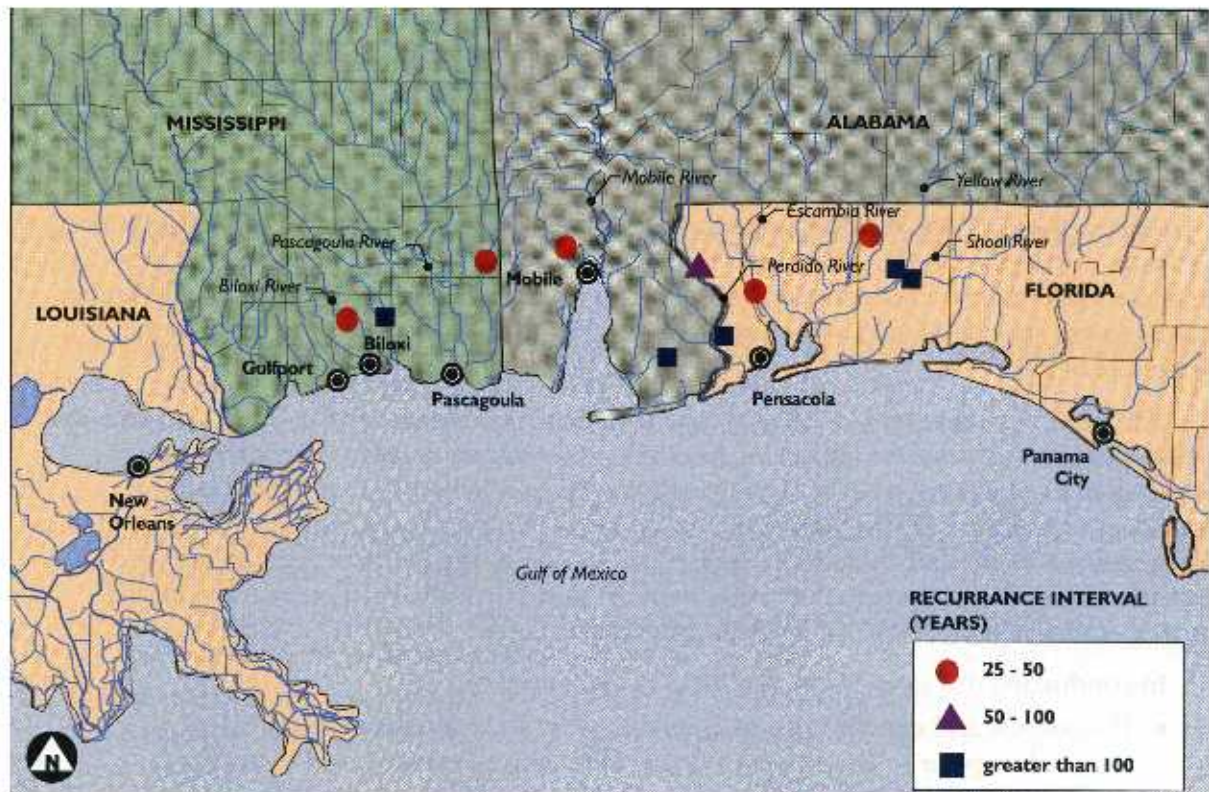 MISSISSIPPI
ALABAMA
Mobile River
Yellow River
Escambia River
Pascagoula River
Shoal River
Mobile
Perdido River
Biloxi River
LOUISIANA
FLORIDA
Biloxi
Gulfport
Pascagoula
Pensacola
Panama
City
New
Orleans
Gulf of Mexico
RECURRANCE INTERVAL
(YEARS)
25 - 50
50 - 100
greater than 100
N